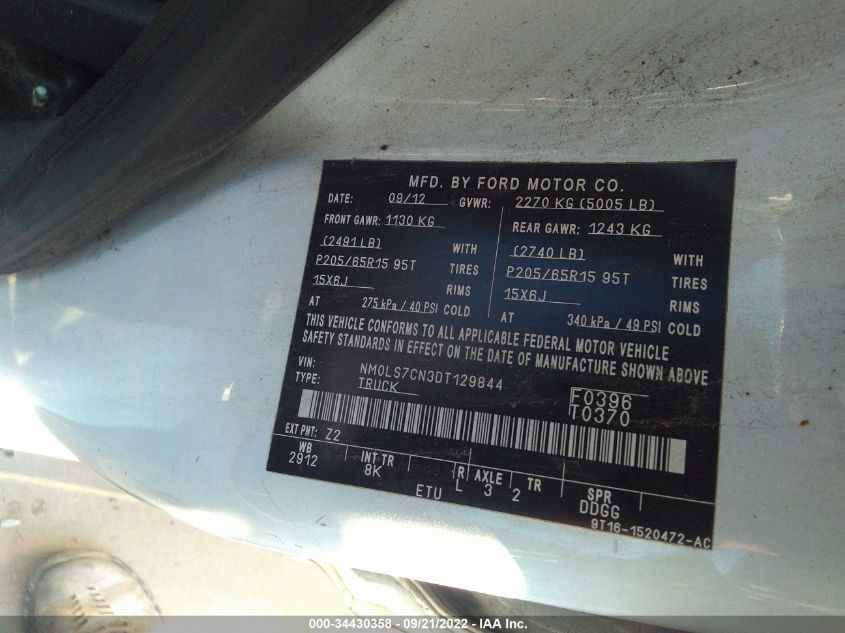 MFD. BY FORD MOTOR CO.
DATE: 09/12 GVWR: 2270 KG (5005 LB)
FRONT GAWR: 1130 KG REAR GAWR: 1243 KG
(2491 LB) WITH (2740 LB) WITH
P205/65R15 95T TIRES P205/65R15 95T TIRES
15X6J RIMS 15X6J RIMS
AT 275 kPa / 40 PSI COLD AT 340 kPa / 49 PSI COLD
THIS VEHICLE CONFORMS TO ALL APPLICABLE FEDERAL MOTOR VEHICLE
SAFETY STANDARDS IN EFFECT ON THE DATE OF MANUFACTURE SHOWN ABOVE
VIN: NM0LS7CN3DT129844 F0396
TYPE: TRUCK T0370
EXT PNT: Z2
WB INT TR R AXLE TR SPR
2912 8K L 3 2 DDGG
ETU 9T16-1520472-AC
000-34430358 - 09/21/2022 - IAA Inc.